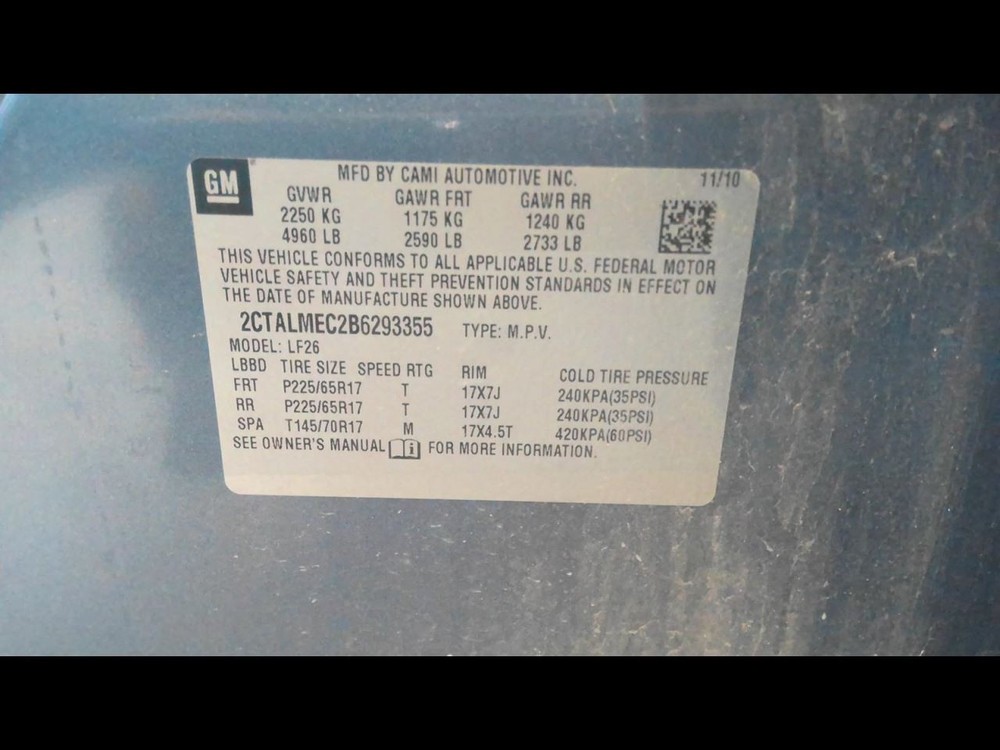 GM MFD BY CAMI AUTOMOTIVE INC. 11/10
GVWR GAWR FRT GAWR RR
2250 KG 1175 KG 1240 KG
4960 LB 2590 LB 2733 LB
THIS VEHICLE CONFORMS TO ALL APPLICABLE U.S. FEDERAL MOTOR
VEHICLE SAFETY AND THEFT PREVENTION STANDARDS IN EFFECT ON
THE DATE OF MANUFACTURE SHOWN ABOVE.
2CTALMEC2B6293355 TYPE: M.P.V.
MODEL: LF26
LBBD TIRE SIZE SPEED RTG RIM COLD TIRE PRESSURE
FRT P225/65R17 T 17X7J 240KPA(35PSI)
RR P225/65R17 T 17X7J 240KPA(35PSI)
SPA T145/70R17 M 17X4.5T 420KPA(60PSI)
SEE OWNER'S MANUAL i FOR MORE INFORMATION.